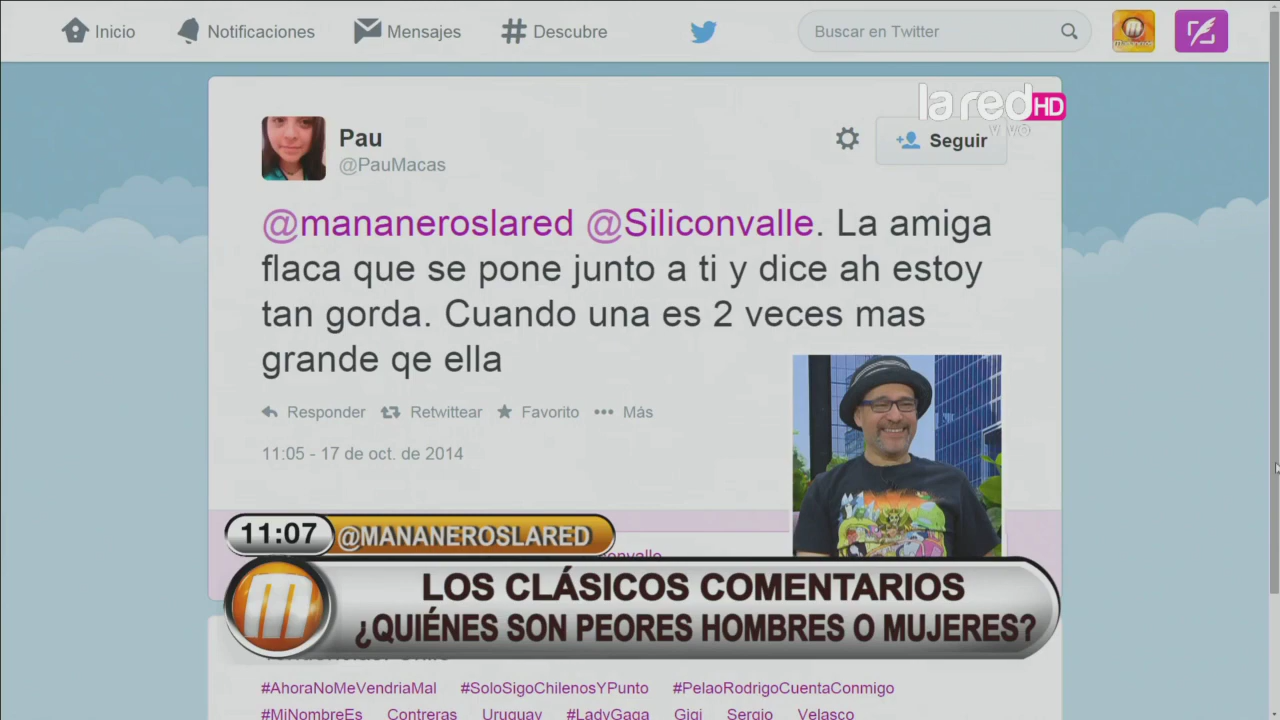 Inicio Notificaciones Mensajes Descubre Buscar en Twitter
la red HD
vivo
Pau
@PauMacas
Seguir
@mananeroslared @Siliconvalle. La amiga
flaca que se pone junto a ti y dice ah estoy
tan gorda. Cuando una es 2 veces mas
grande qe ella
Responder Retwittear Favorito Más
11:05 - 17 de oct. de 2014
11:07 @MANANEROSLARED
LOS CLÁSICOS COMENTARIOS
¿QUIÉNES SON PEORES HOMBRES O MUJERES?
#AhoraNoMeVendriaMal #SoloSigoChilenosYPunto #PelaoRodrigoCuentaConmigo
#MiNombreEs Contreras Uruguay #LadyGaga Gigi Sergio Velasco